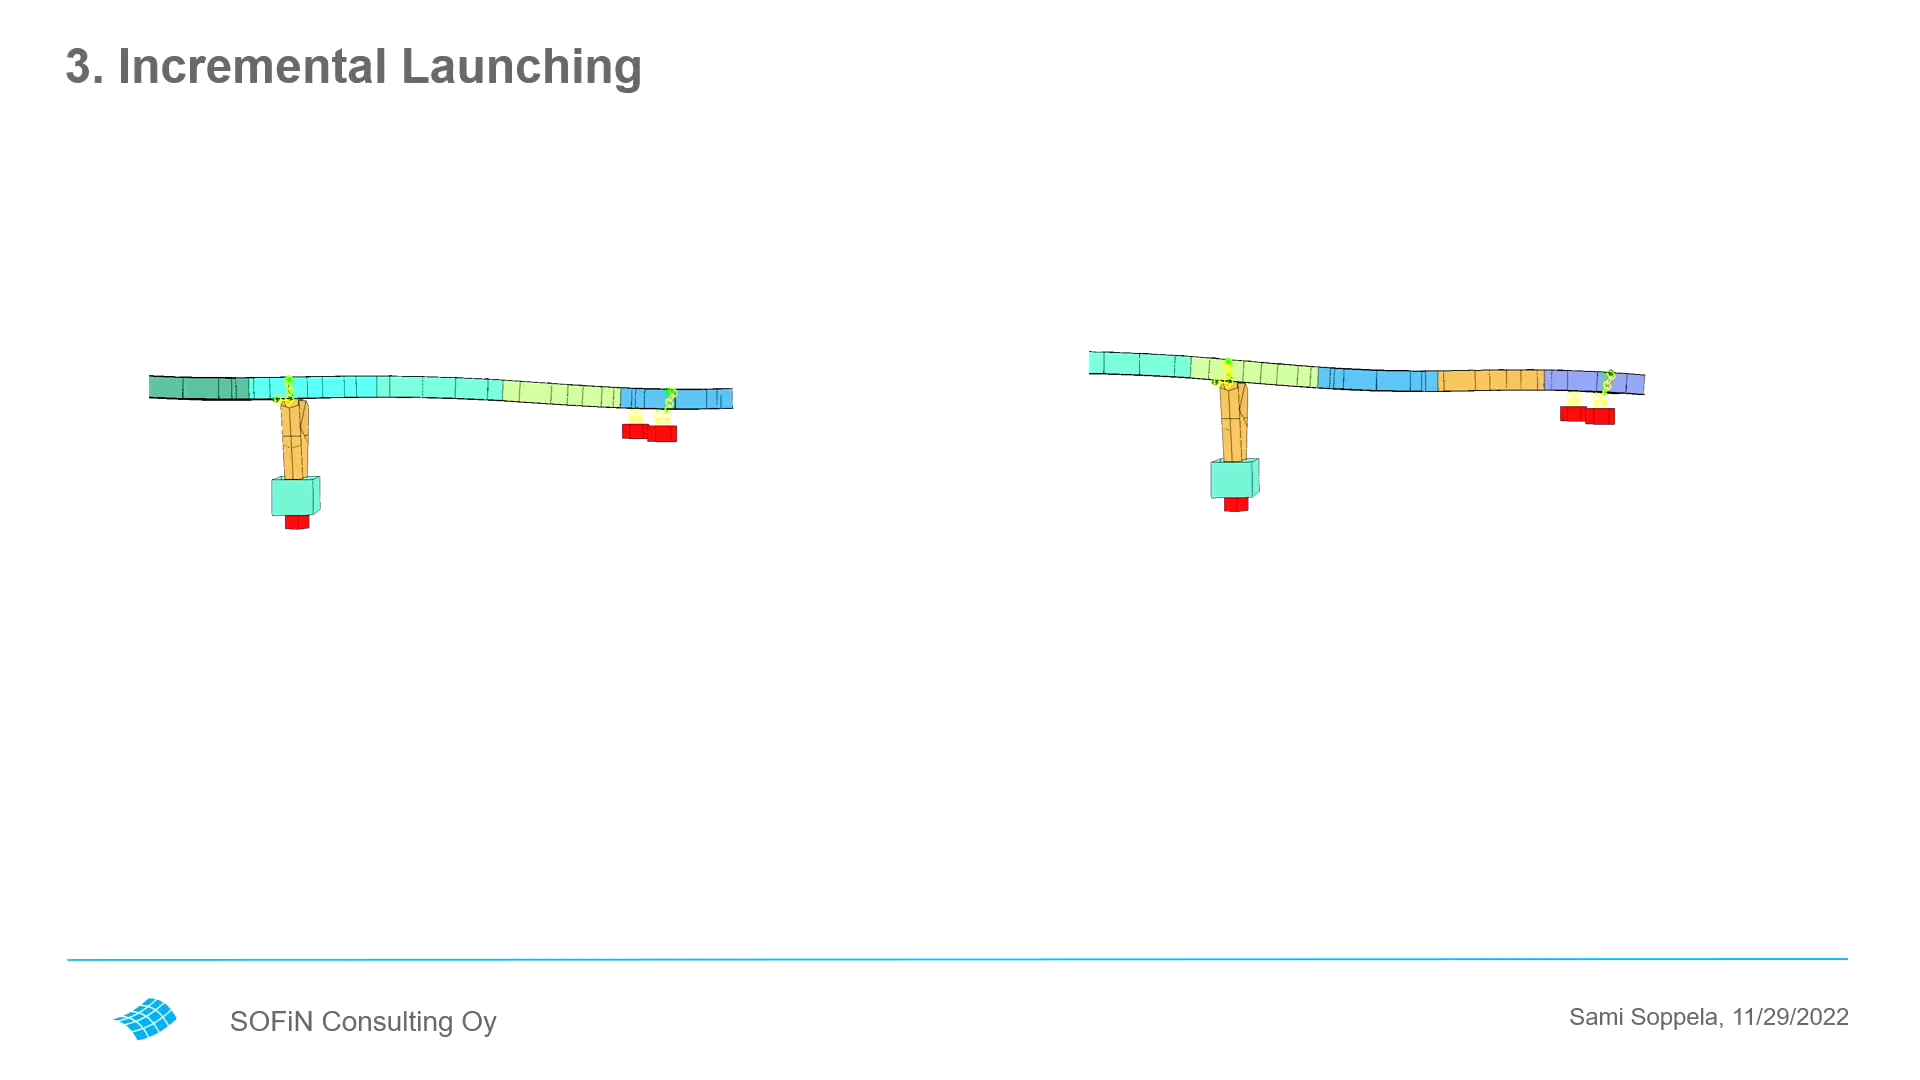 3. Incremental Launching
SOFiN Consulting Oy
Sami Soppela, 11/29/2022